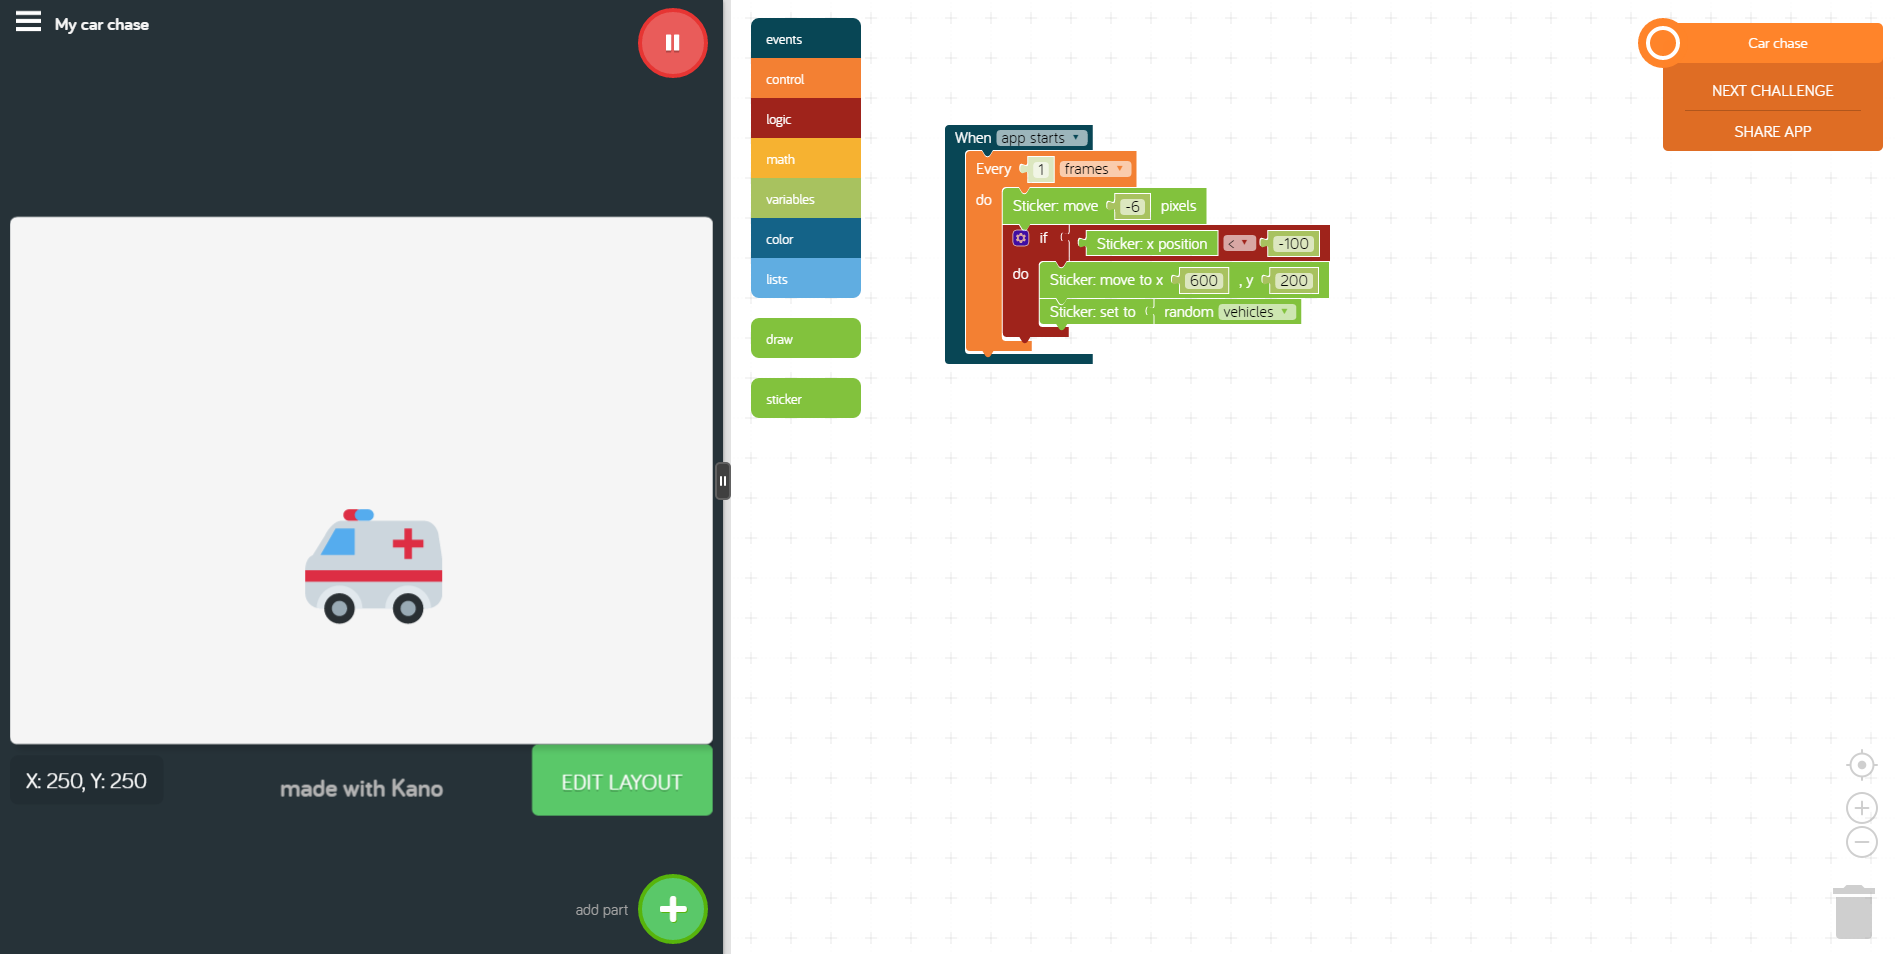 My car chase
X: 250, Y: 250
made with Kano
EDIT LAYOUT
add part
events
control
logic
math
variables
color
lists
draw
sticker
When app starts
Every 1 frames
do Sticker: move -6 pixels
if Sticker: x position < -100
do Sticker: move to x 600 , y 200
Sticker: set to random vehicles
Car chase
NEXT CHALLENGE
SHARE APP